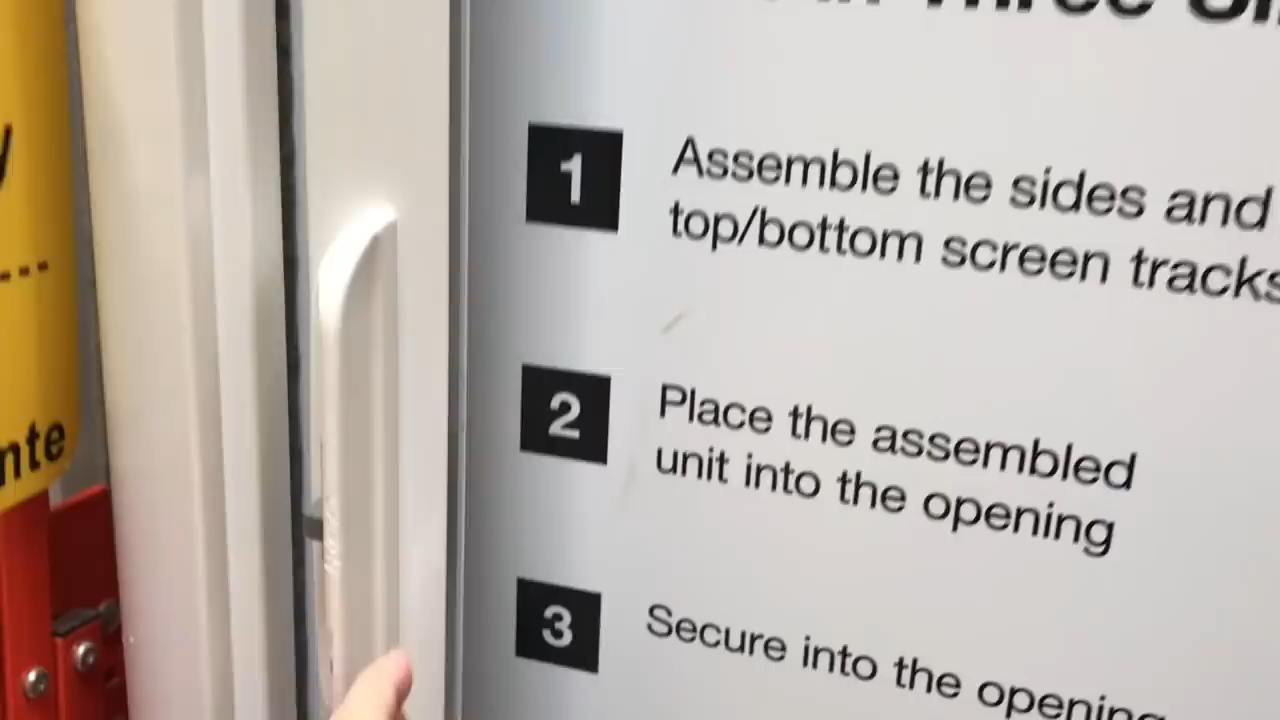 Three
1
Assemble the sides and
top/bottom screen tracks
2
Place the assembled
unit into the opening
3
Secure into the opening